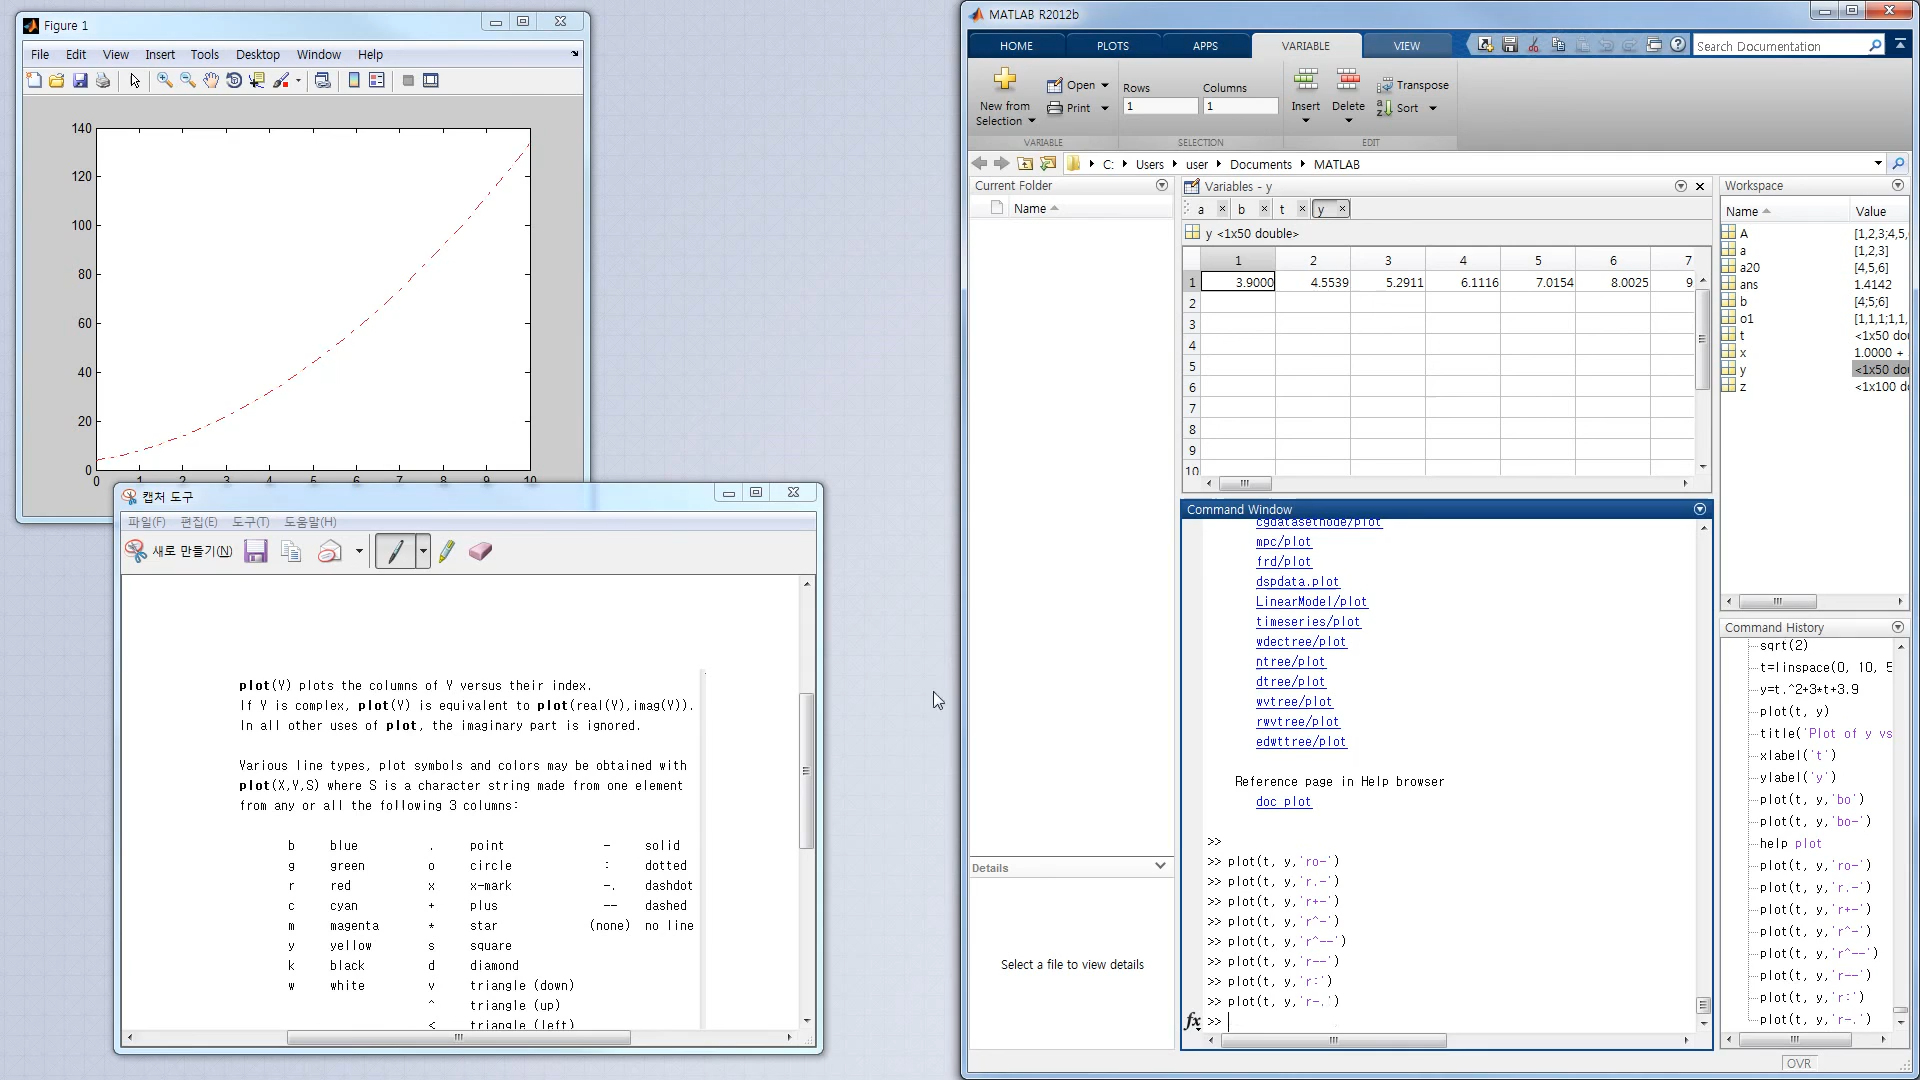 Figure 1
File Edit View Insert Tools Desktop Window Help
140
120
100
80
60
40
20
0
0 1 2 3 4 5 6 7 8 9 10
캡처 도구
파일(F) 편집(E) 도구(T) 도움말(H)
새로 만들기(N)
plot(Y) plots the columns of Y versus their index.
If Y is complex, plot(Y) is equivalent to plot(real(Y),imag(Y)).
In all other uses of plot, the imaginary part is ignored.
Various line types, plot symbols and colors may be obtained with
plot(X,Y,S) where S is a character string made from one element
from any or all the following 3 columns:
b blue . point - solid
g green o circle : dotted
r red x x-mark -. dashdot
c cyan + plus -- dashed
m magenta * star (none) no line
y yellow s square
k black d diamond
w white v triangle (down)
^ triangle (up)
< triangle (left)
MATLAB R2012b
HOME PLOTS APPS VARIABLE VIEW
Search Documentation
New from Selection
Open
Print
Rows
1
Columns
1
Insert
Delete
Transpose
Sort
VARIABLE SELECTION EDIT
C: Users user Documents MATLAB
Current Folder
Name
Details
Select a file to view details
Variables - y
a b t y
y <1x50 double>
1 2 3 4 5 6 7
1 3.9000 4.5539 5.2911 6.1116 7.0154 8.0025 9
2
3
4
5
6
7
8
9
10
Command Window
cgdatasetnode/plot
mpc/plot
frd/plot
dspdata.plot
LinearModel/plot
timeseries/plot
wdectree/plot
ntree/plot
dtree/plot
wvtree/plot
rwvtree/plot
edwttree/plot
Reference page in Help browser
doc plot
>>
>> plot(t, y,'ro-')
>> plot(t, y,'r.-')
>> plot(t, y,'r+-')
>> plot(t, y,'r^-')
>> plot(t, y,'r^--')
>> plot(t, y,'r--')
>> plot(t, y,'r:')
>> plot(t, y,'r-.')
fx >>
Workspace
Name Value
A [1,2,3;4,5,
a [1,2,3]
a20 [4,5,6]
ans 1.4142
b [4;5;6]
o1 [1,1,1;1,1,
t <1x50 dou
x 1.0000 +
y <1x50 dou
z <1x100 do
Command History
sqrt(2)
t=linspace(0, 10, 5
y=t.^2+3*t+3.9
plot(t, y)
title('Plot of y vs
xlabel('t')
ylabel('y')
plot(t, y,'bo')
plot(t, y,'bo-')
help plot
plot(t, y,'ro-')
plot(t, y,'r.-')
plot(t, y,'r+-')
plot(t, y,'r^-')
plot(t, y,'r^--')
plot(t, y,'r--')
plot(t, y,'r:')
plot(t, y,'r-.')
OVR